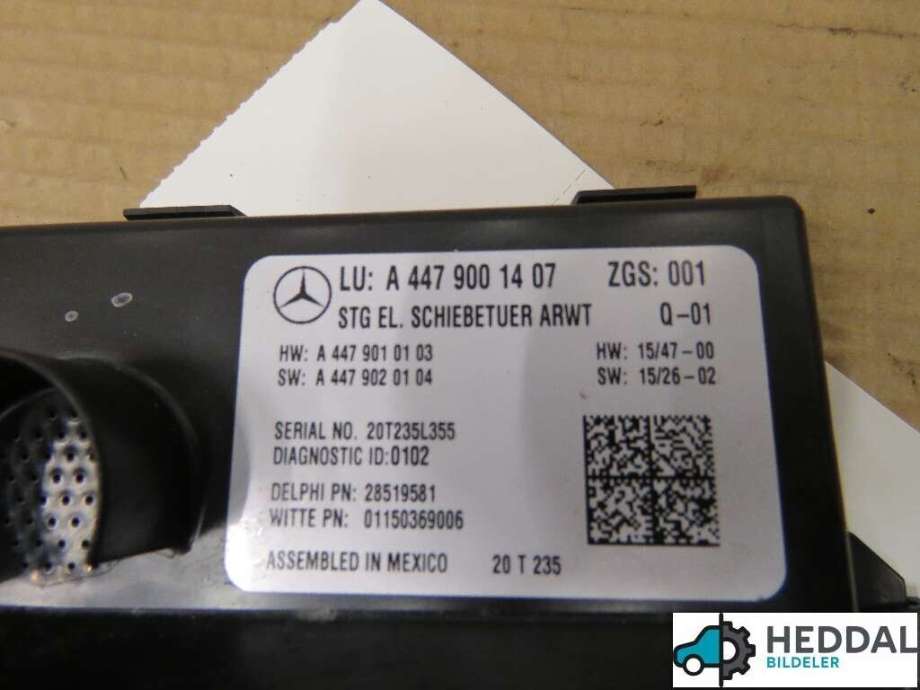 LU: A 447 900 14 07 ZGS: 001
STG EL. SCHIEBETUER ARWT Q-01
HW: A 447 901 01 03 HW: 15/47-00
SW: A 447 902 01 04 SW: 15/26-02
SERIAL NO. 20T235L355
DIAGNOSTIC ID:0102
DELPHI PN: 28519581
WITTE PN: 01150369006
ASSEMBLED IN MEXICO 20 T 235
HEDDAL
BILDELER